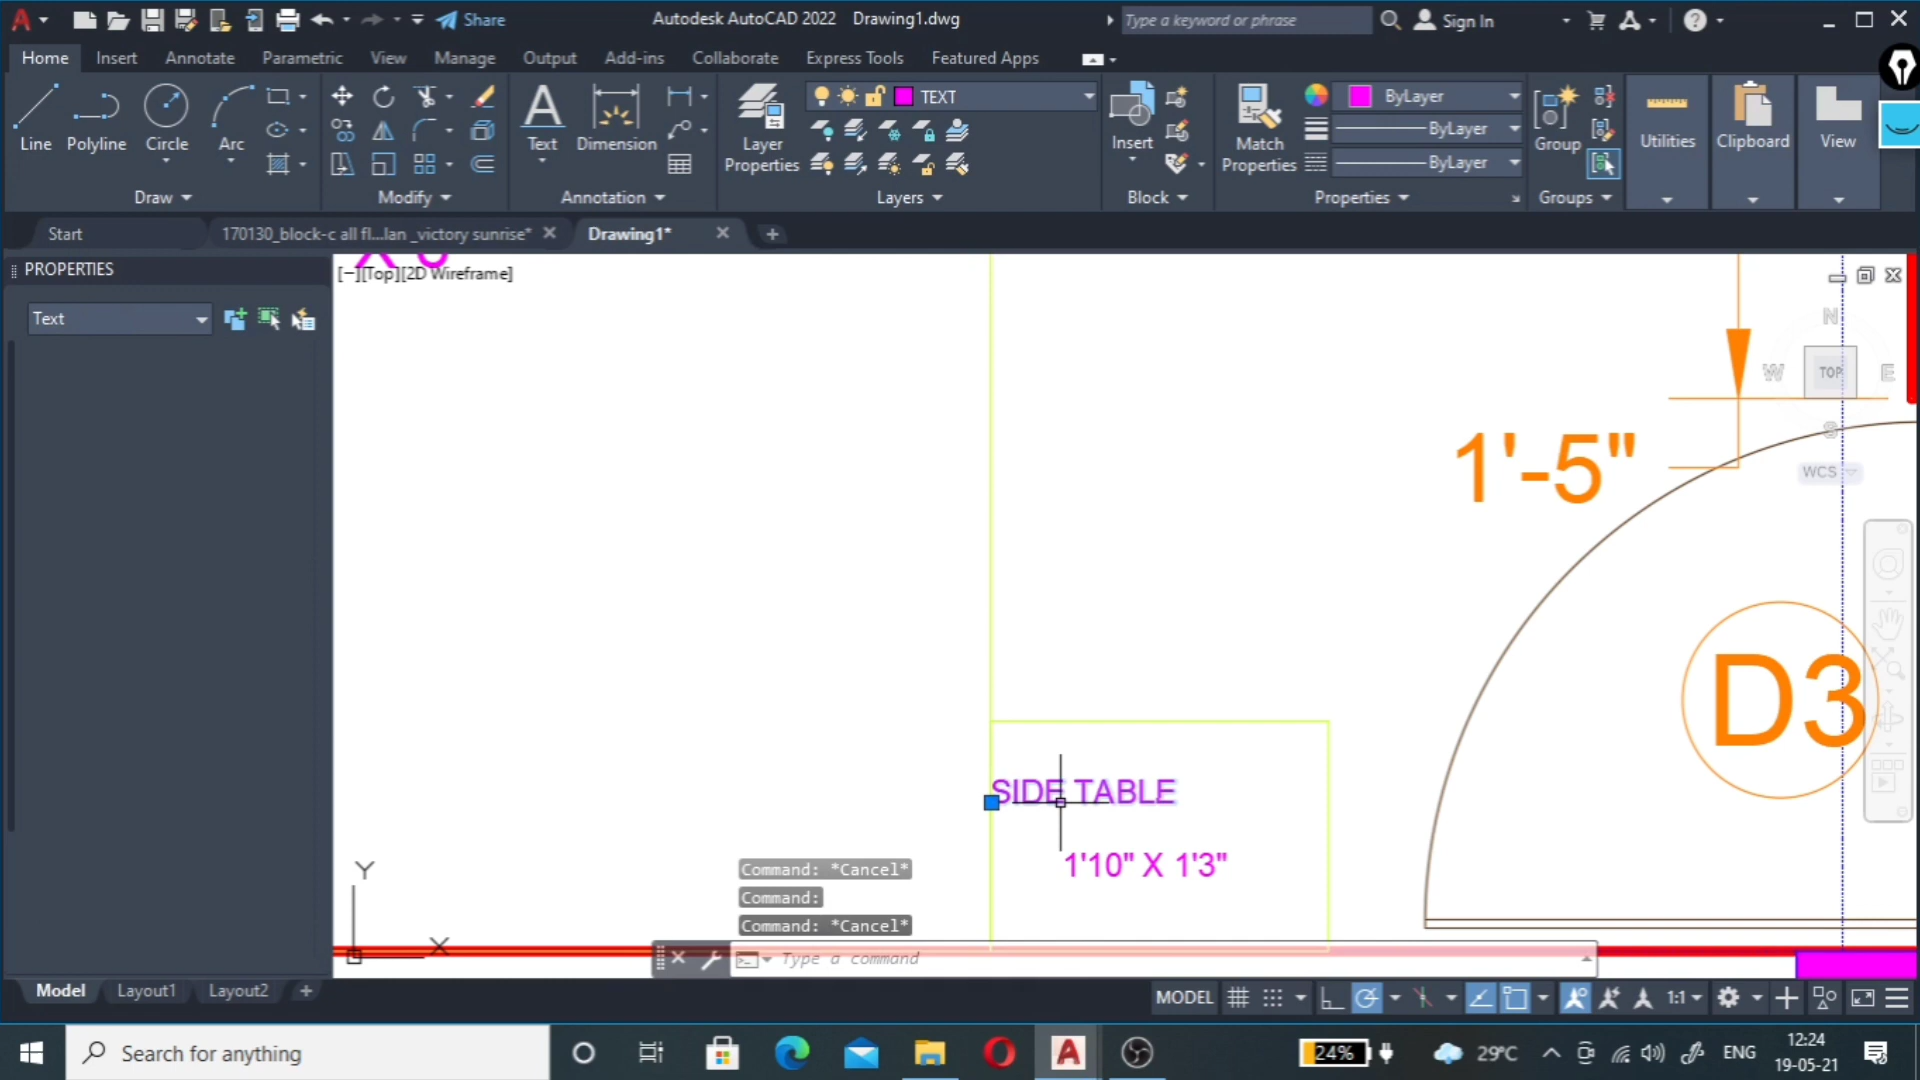 Share
Autodesk AutoCAD 2022 Drawing1.dwg
Type a keyword or phrase
Sign In
Home Insert Annotate Parametric View Manage Output Add-ins Collaborate Express Tools Featured Apps
TEXT
ByLayer
ByLayer
ByLayer
Line Polyline Circle Arc
Text Dimension
Layer Properties
Insert
Match Properties
Group
Utilities
Clipboard
View
Draw
Modify
Annotation
Layers
Block
Properties
Groups
Start
170130_block-c all fl...lan _victory sunrise*
Drawing1*
PROPERTIES
Text
[−][Top][2D Wireframe]
N
W TOP E
S
WCS
1'-5"
D3
SIDE TABLE
1'10" X 1'3"
Y
X
Command: *Cancel*
Command:
Command: *Cancel*
Type a command
Model Layout1 Layout2
MODEL
1:1
Search for anything
24%
29°C
ENG
12:24
19-05-21